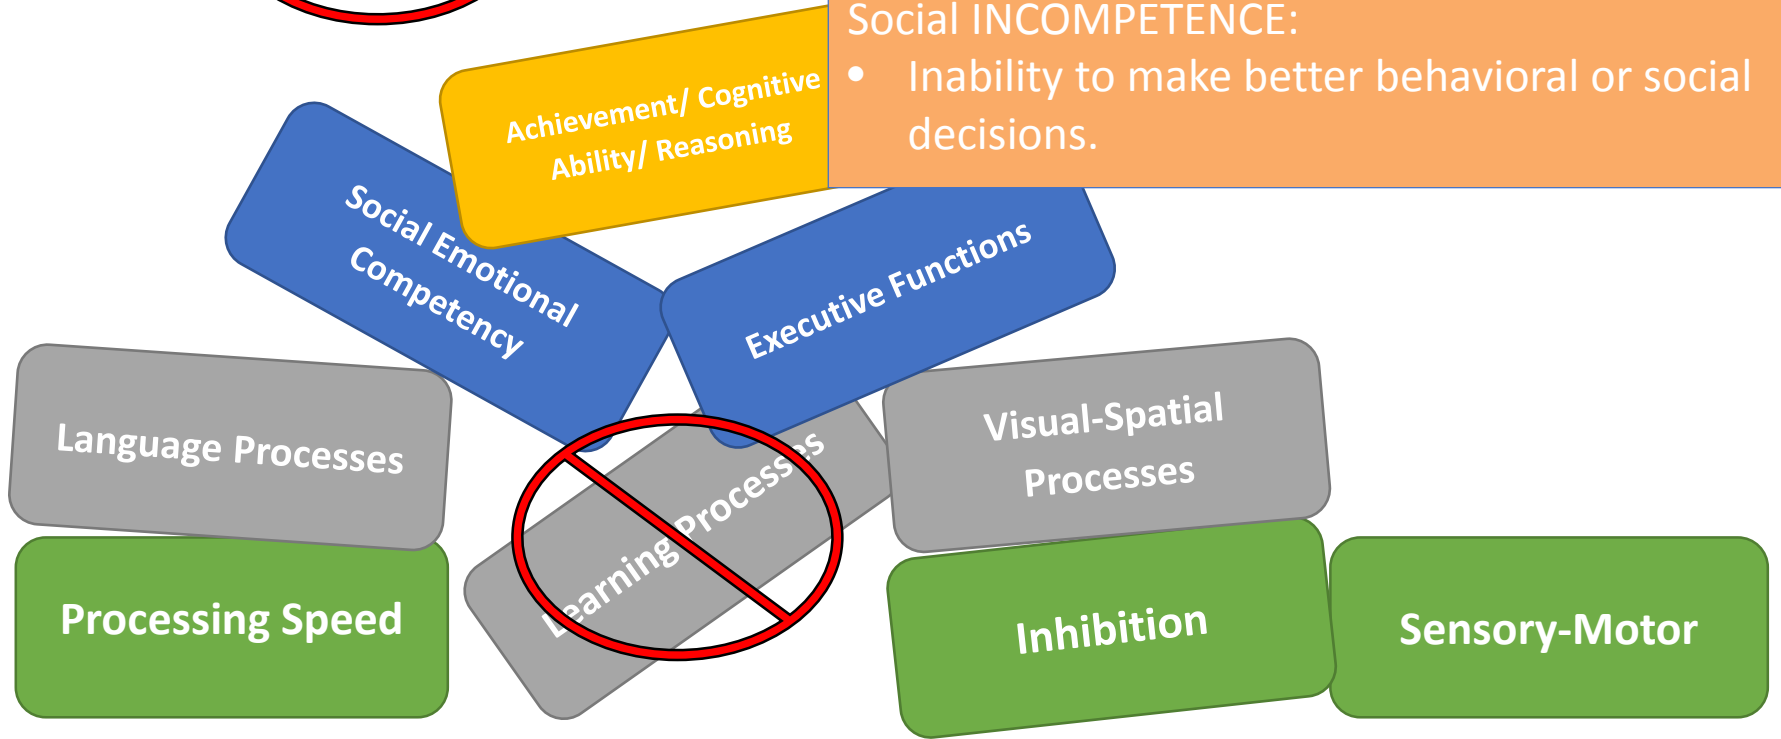 Social INCOMPETENCE:
• Inability to make better behavioral or social
decisions.
Achievement/ Cognitive
Ability/ Reasoning
Social Emotional
Competency
Executive Functions
Language Processes
Learning Processes
Visual-Spatial
Processes
Processing Speed
Inhibition
Sensory-Motor